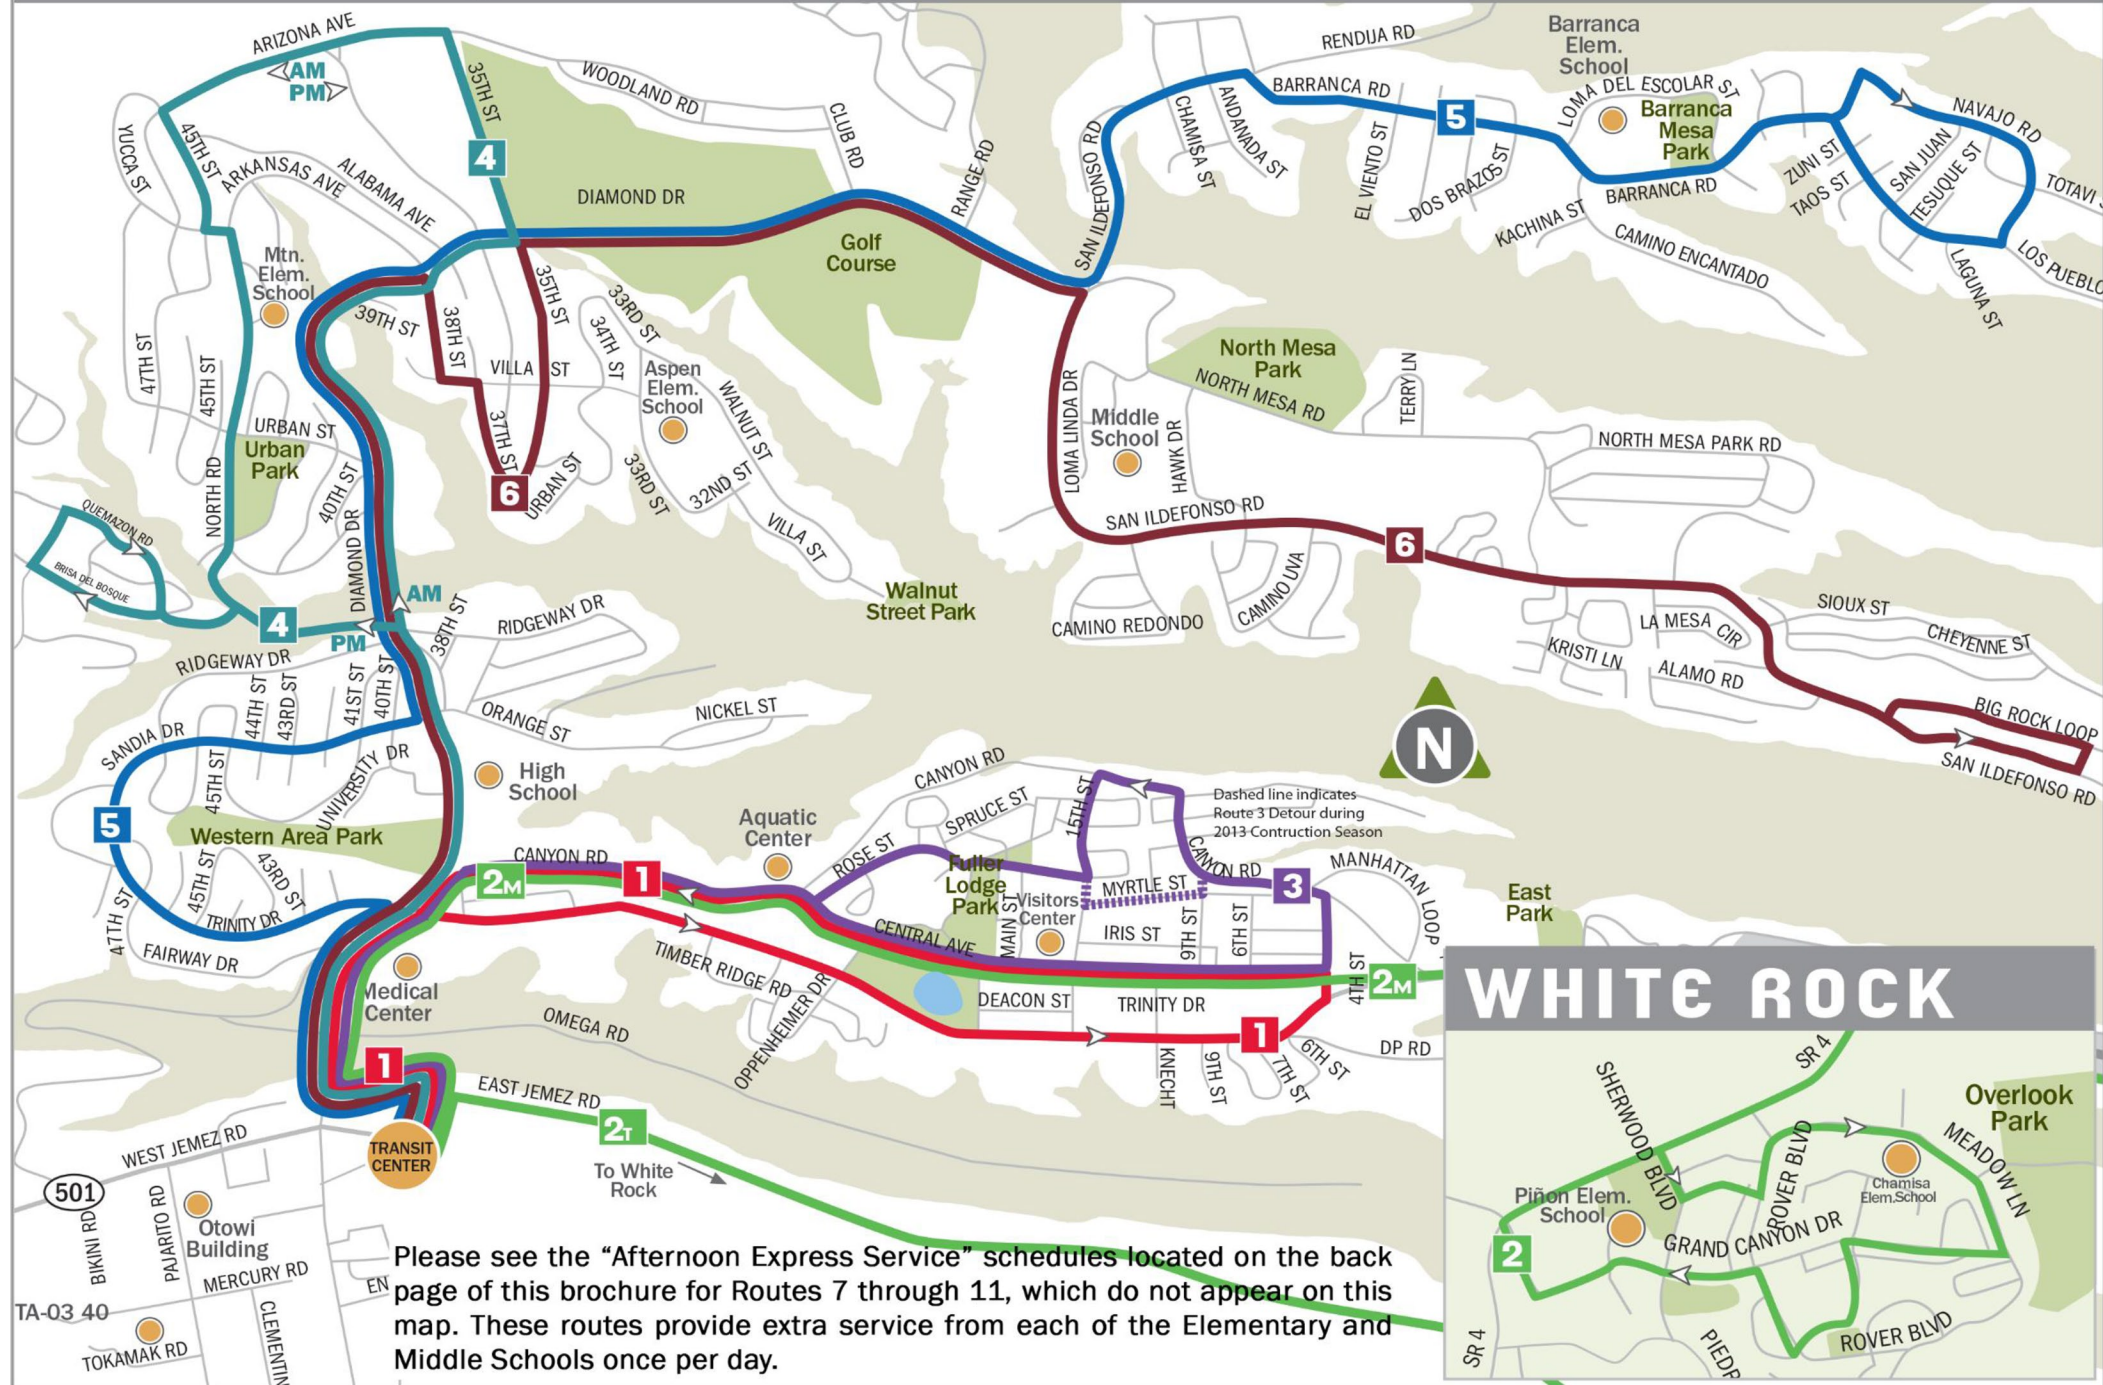 ARIZONA AVE
AM
PM
35TH ST
WOODLAND RD
CLUB RD
RANGE RD
DIAMOND DR
4
YUCCA ST
45TH ST
ARKANSAS AVE
ALABAMA AVE
Mtn.
Elem.
School
39TH ST
38TH ST
35TH ST
34TH ST
33RD ST
VILLA ST
Aspen
Elem.
School
WALNUT ST
37TH ST
6
URBAN ST
33RD ST
32ND ST
VILLA ST
Golf
Course
Walnut
Street Park
47TH ST
45TH ST
URBAN ST
Urban
Park
NORTH RD
40TH ST
DIAMOND DR
QUEMAZON RD
BRISA DEL BOSQUE
4
AM
PM
38TH ST
RIDGEWAY DR
RIDGEWAY DR
44TH ST
43RD ST
41ST ST
40TH ST
ORANGE ST
NICKEL ST
SANDIA DR
45TH ST
UNIVERSITY DR
High
School
5
Western Area Park
45TH ST
43RD ST
TRINITY DR
47TH ST
FAIRWAY DR
Medical
Center
RENDIJA RD
Barranca
Elem.
School
SAN ILDEFONSO RD
CHAMISA ST
ANDANADA ST
BARRANCA RD
5
EL VIENTO ST
DOS BRAZOS ST
LOMA DEL ESCOLAR ST
Barranca
Mesa
Park
BARRANCA RD
KACHINA ST
CAMINO ENCANTADO
ZUNI ST
TAOS ST
SAN JUAN
TESUQUE ST
NAVAJO RD
TOTAVI
LAGUNA ST
LOS PUEBLO
North Mesa
Park
NORTH MESA RD
TERRY LN
LOMA LINDA DR
Middle
School
HAWK DR
NORTH MESA PARK RD
SAN ILDEFONSO RD
6
CAMINO REDONDO
CAMINO UVA
SIOUX ST
CHEYENNE ST
LA MESA CIR
KRISTI LN
ALAMO RD
BIG ROCK LOOP
SAN ILDEFONSO RD
N
CANYON RD
SPRUCE ST
15TH ST
Dashed line indicates
Route 3 Detour during
2013 Contruction Season
Aquatic
Center
ROSE ST
CANYON RD
2M
1
Fuller
Lodge
Park
MYRTLE ST
CANYON RD
3
MANHATTAN LOOP
East
Park
Visitors
Center
MAIN ST
IRIS ST
9TH ST
6TH ST
CENTRAL AVE
TIMBER RIDGE RD
OPPENHEIMER DR
DEACON ST
TRINITY DR
4TH ST
2M
1
KNECHT
9TH ST
7TH ST
6TH ST
DP RD
OMEGA RD
1
EAST JEMEZ RD
2T
To White
Rock
TRANSIT
CENTER
WEST JEMEZ RD
501
BIKINI RD
PAJARITO RD
Otowi
Building
MERCURY RD
EN
TA-03 40
TOKAMAK RD
CLEMENTIN
Please see the “Afternoon Express Service” schedules located on the back
page of this brochure for Routes 7 through 11, which do not appear on this
map. These routes provide extra service from each of the Elementary and
Middle Schools once per day.
WHITE ROCK
SR 4
SHERWOOD BLVD
ROVER BLVD
Overlook
Park
MEADOW LN
Chamisa
Elem.School
Piñon Elem.
School
GRAND CANYON DR
2
SR 4
PIEDR
ROVER BLVD